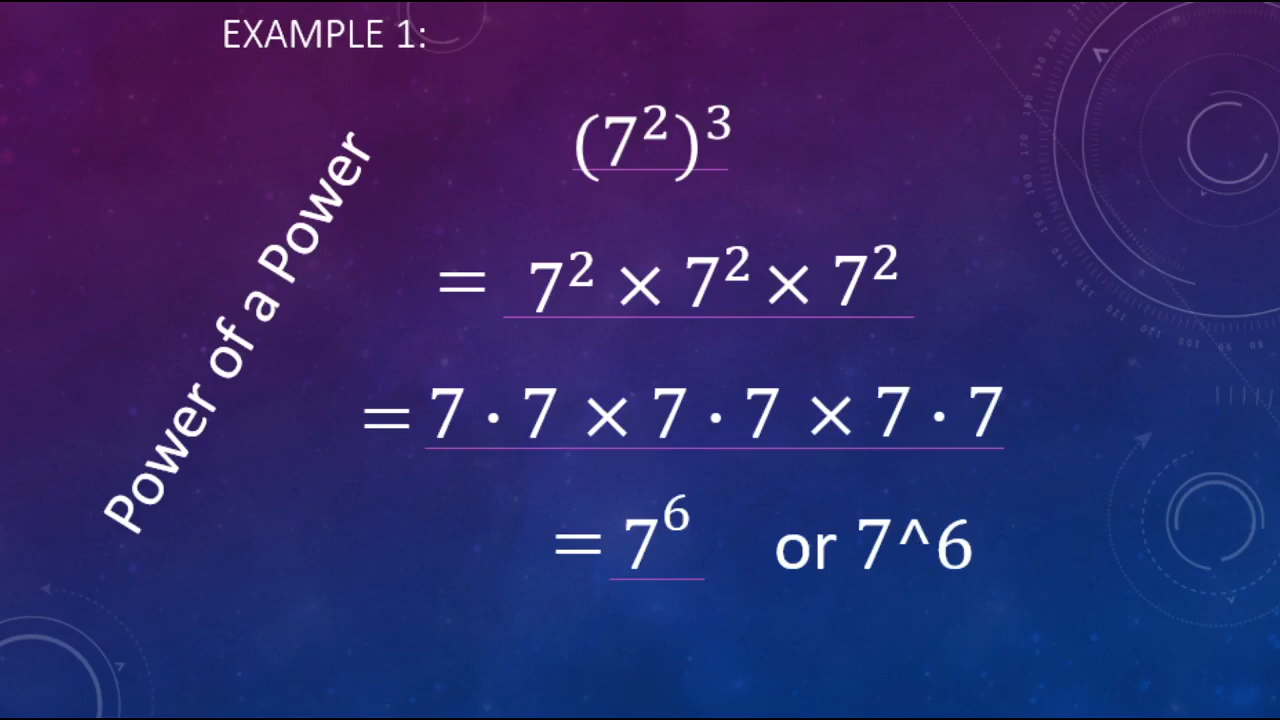 EXAMPLE 1:
Power of a Power
(7²)³
= 7² × 7² × 7²
= 7 · 7 × 7 · 7 × 7 · 7
= 7⁶ or 7^6